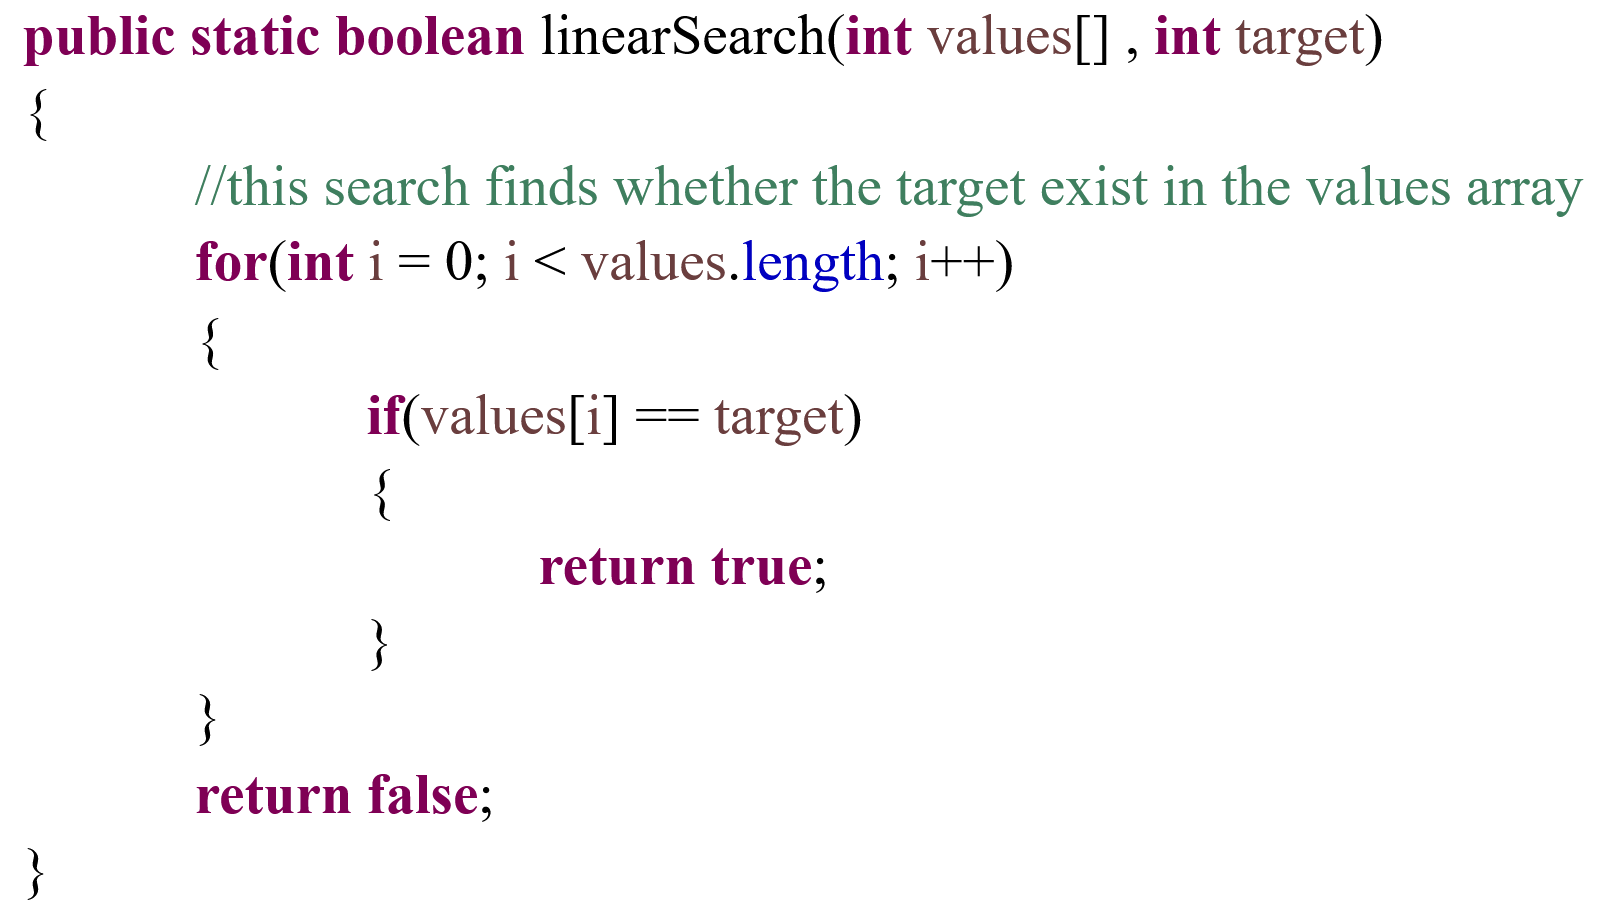 public static boolean linearSearch(int values[] , int target)
{
//this search finds whether the target exist in the values array
for(int i = 0; i < values.length; i++)
{
if(values[i] == target)
{
return true;
}
}
return false;
}